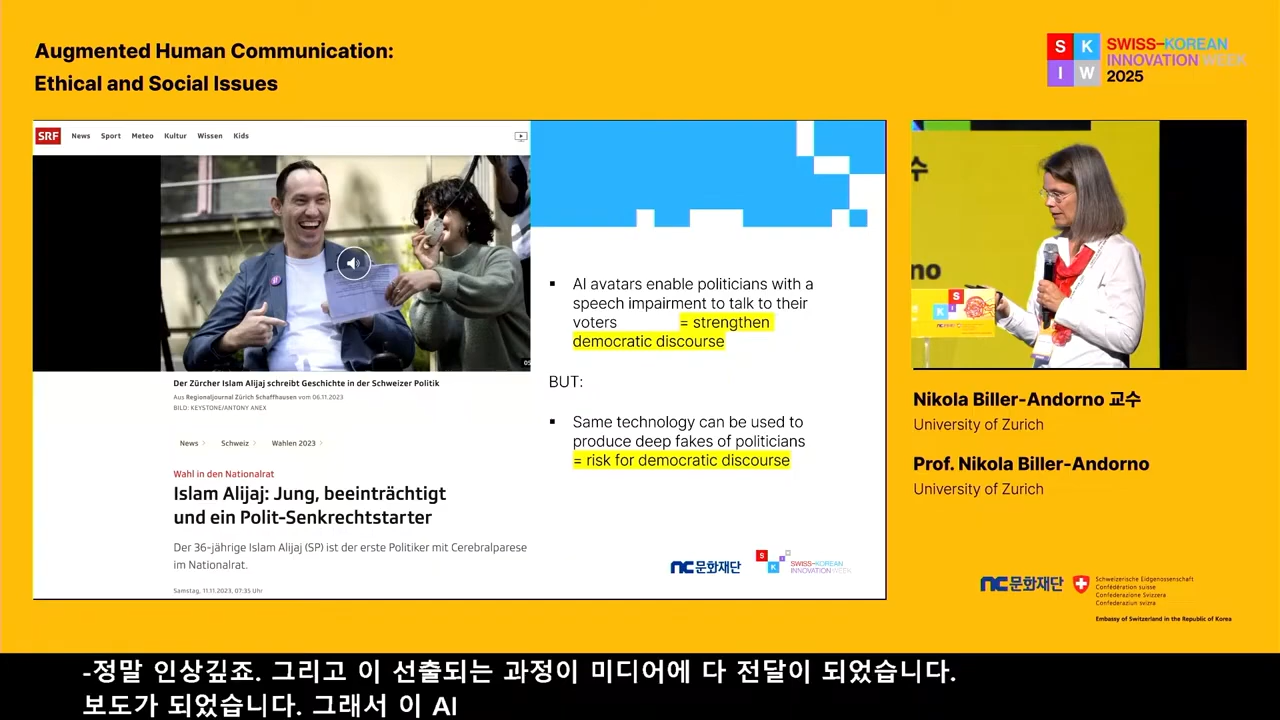 Augmented Human Communication:
Ethical and Social Issues
S K
I W
SWISS–KOREAN
INNOVATION WEEK
2025
SRF
News Sport Meteo Kultur Wissen Kids
Der Zürcher Islam Alijaj schreibt Geschichte in der Schweizer Politik
Aus Regionaljournal Zürich Schaffhausen vom 06.11.2023
BILD: KEYSTONE/ANTONY ANEX
News > Schweiz > Wahlen 2023 >
Wahl in den Nationalrat
Islam Alijaj: Jung, beeinträchtigt
und ein Polit-Senkrechtstarter
Der 36-jährige Islam Alijaj (SP) ist der erste Politiker mit Cerebralparese
im Nationalrat.
Samstag, 11.11.2023, 07:35 Uhr
▪ AI avatars enable politicians with a
speech impairment to talk to their
voters = strengthen
democratic discourse
BUT:
▪ Same technology can be used to
produce deep fakes of politicians
= risk for democratic discourse
NC문화재단
S
K I
SWISS–KOREAN
INNOVATION WEEK
수
no
S
K
Nikola Biller-Andorno 교수
University of Zurich
Prof. Nikola Biller-Andorno
University of Zurich
NC문화재단
Schweizerische Eidgenossenschaft
Confédération suisse
Confederazione Svizzera
Confederaziun svizra
Embassy of Switzerland in the Republic of Korea
-정말 인상깊죠. 그리고 이 선출되는 과정이 미디어에 다 전달이 되었습니다.
보도가 되었습니다. 그래서 이 AI